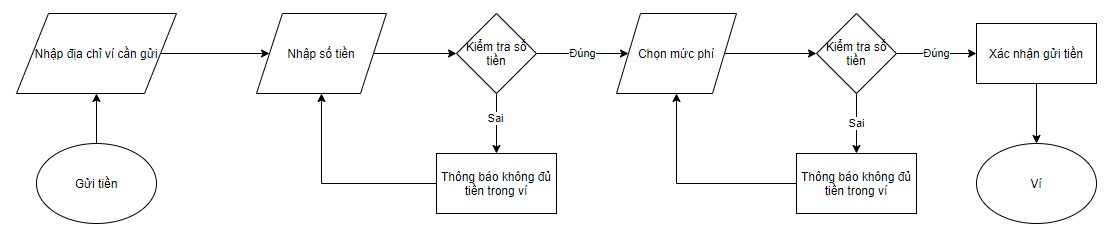 Nhập địa chỉ ví cần gửi
Nhập số tiền
Kiểm tra số
tiền
Đúng
Chọn mức phí
Kiểm tra số
tiền
Đúng
Xác nhận gửi tiền
Sai
Sai
Gửi tiền
Thông báo không đủ
tiền trong ví
Thông báo không đủ
tiền trong ví
Ví